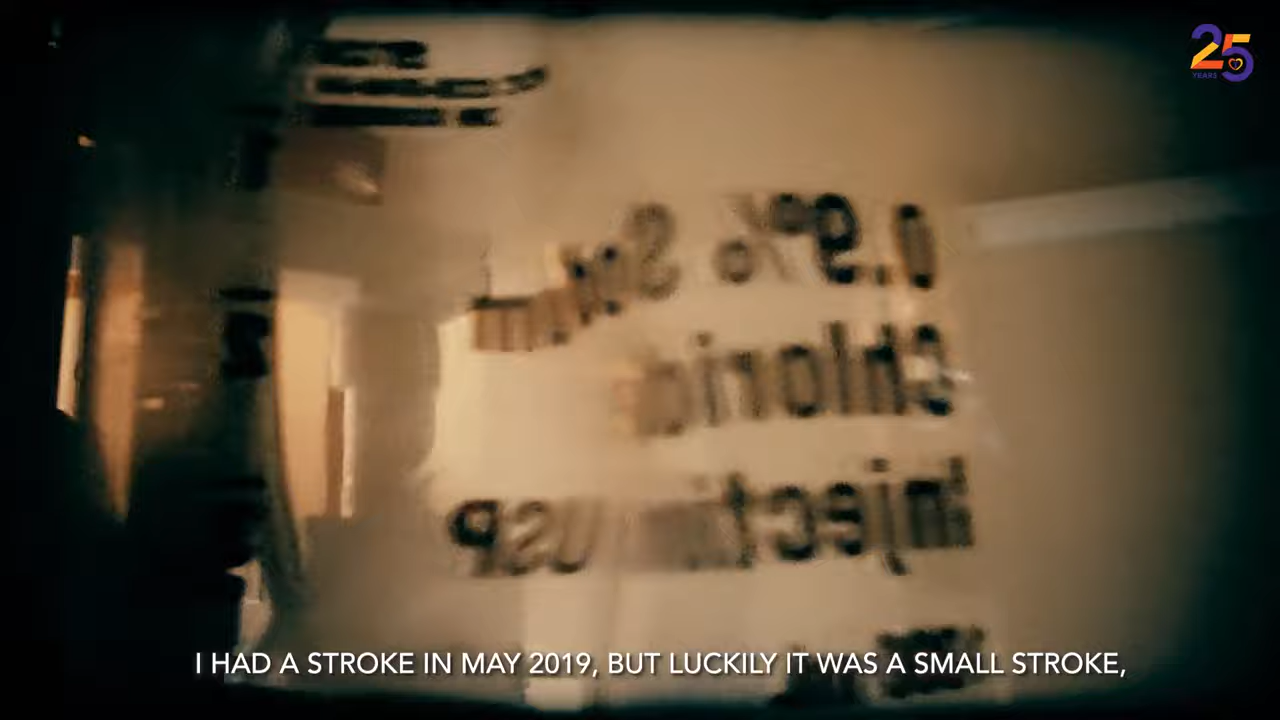 25
YEARS
0.9% Sodium
Chloride
Injection USP
I HAD A STROKE IN MAY 2019, BUT LUCKILY IT WAS A SMALL STROKE,